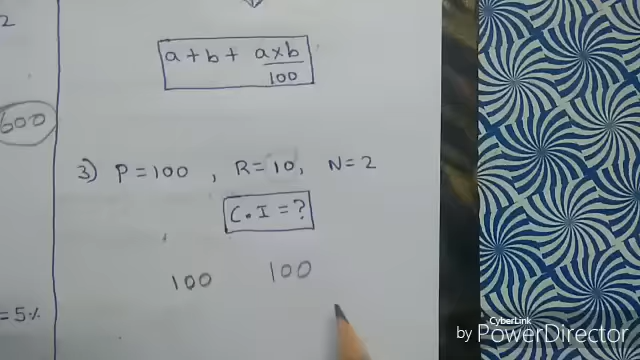 2
a + b + a×b/100
600
3) P = 100 , R = 10, N = 2
C.I = ?
100 100
= 5%
CyberLink
by PowerDirector